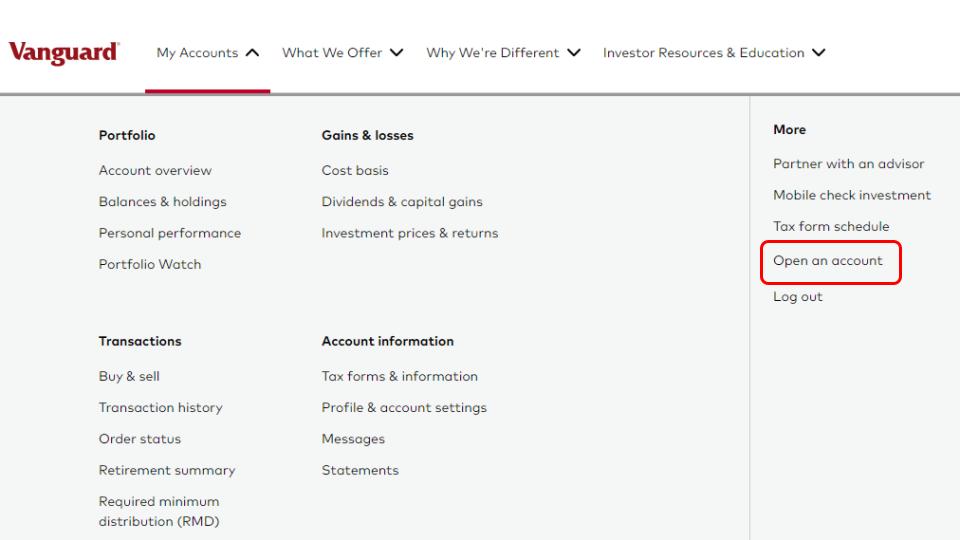 Vanguard
My Accounts
What We Offer
Why We're Different
Investor Resources & Education
Portfolio
Account overview
Balances & holdings
Personal performance
Portfolio Watch
Gains & losses
Cost basis
Dividends & capital gains
Investment prices & returns
Transactions
Buy & sell
Transaction history
Order status
Retirement summary
Required minimum
distribution (RMD)
Account information
Tax forms & information
Profile & account settings
Messages
Statements
More
Partner with an advisor
Mobile check investment
Tax form schedule
Open an account
Log out